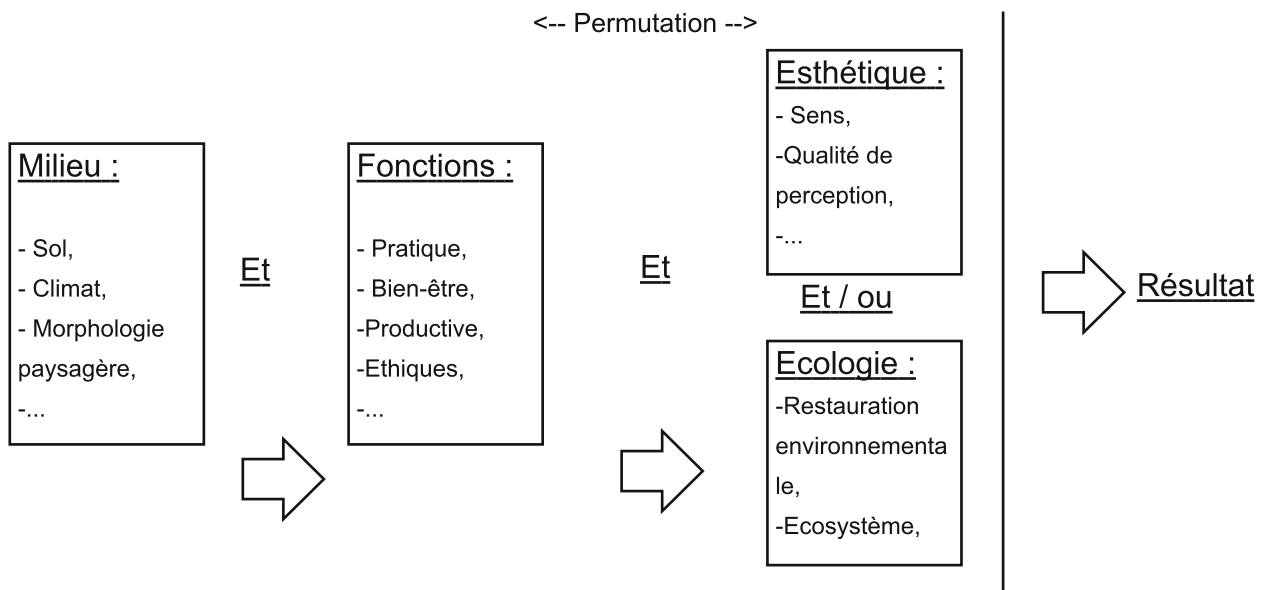 <-- Permutation -->
Milieu :
- Sol,
- Climat,
- Morphologie
paysagère,
-...
Et
Fonctions :
- Pratique,
- Bien-être,
-Productive,
-Ethiques,
-...
Et
Esthétique :
- Sens,
-Qualité de
perception,
-...
Et / ou
Ecologie :
-Restauration
environnementa
le,
-Ecosystème,
Résultat